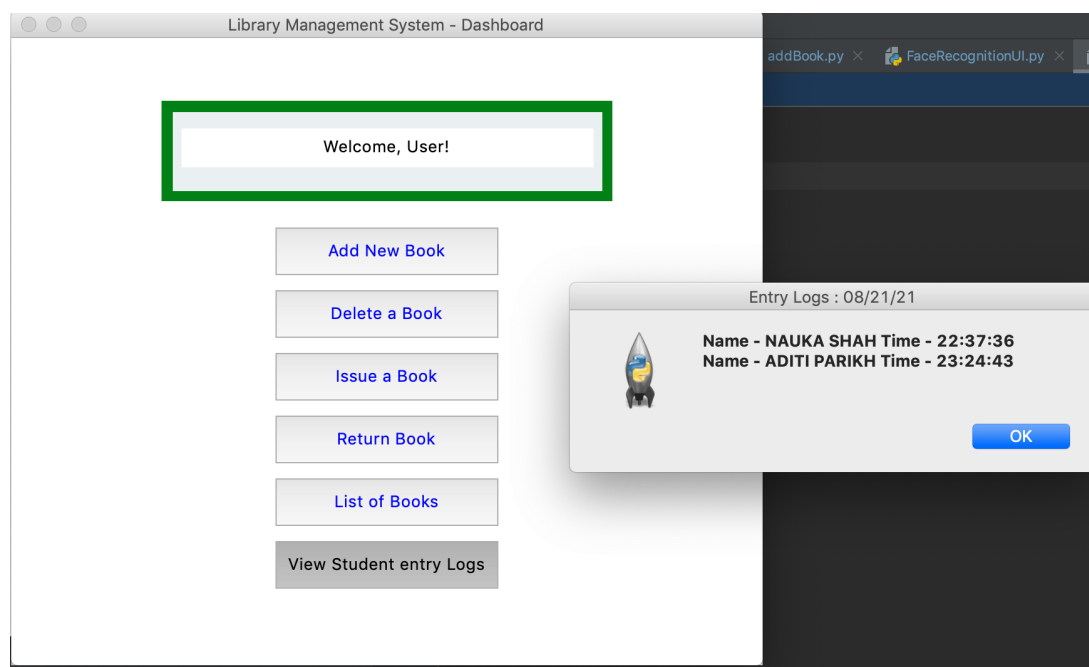 Library Management System - Dashboard
addBook.py
FaceRecognitionUI.py
Welcome, User!
Add New Book
Delete a Book
Issue a Book
Return Book
List of Books
View Student entry Logs
Entry Logs : 08/21/21
Name - NAUKA SHAH Time - 22:37:36
Name - ADITI PARIKH Time - 23:24:43
OK